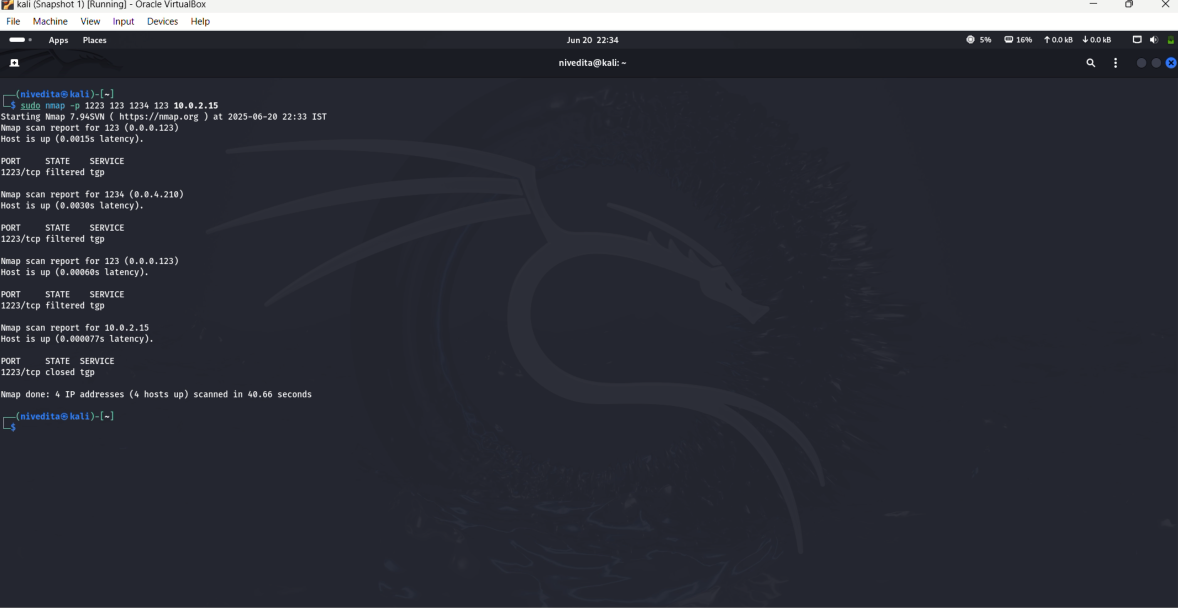 kali (Snapshot 1) [Running] - Oracle VirtualBox
File Machine View Input Devices Help
Apps Places Jun 20 22:34 5% 16% ↑0.0 kB ↓0.0 kB
nivedita@kali: ~
┌──(nivedita㉿kali)-[~]
└─$ sudo nmap -p 1223 123 1234 123 10.0.2.15
Starting Nmap 7.94SVN ( https://nmap.org ) at 2025-06-20 22:33 IST
Nmap scan report for 123 (0.0.0.123)
Host is up (0.0015s latency).
PORT STATE SERVICE
1223/tcp filtered tgp
Nmap scan report for 1234 (0.0.4.210)
Host is up (0.0030s latency).
PORT STATE SERVICE
1223/tcp filtered tgp
Nmap scan report for 123 (0.0.0.123)
Host is up (0.00060s latency).
PORT STATE SERVICE
1223/tcp filtered tgp
Nmap scan report for 10.0.2.15
Host is up (0.000077s latency).
PORT STATE SERVICE
1223/tcp closed tgp
Nmap done: 4 IP addresses (4 hosts up) scanned in 40.66 seconds
┌──(nivedita㉿kali)-[~]
└─$